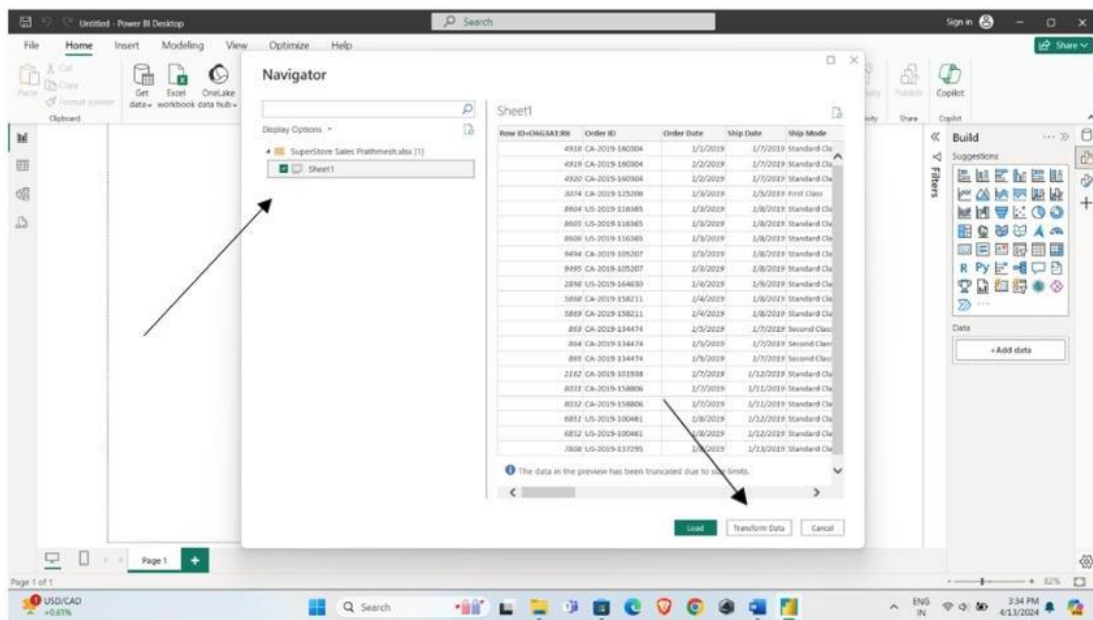 Untitled - Power BI Desktop
Search
Sign in
File Home Insert Modeling View Optimize Help
Share
Paste
Cut
Copy
Format painter
Get data
Excel workbook
OneLake data hub
Publish
Copilot
Clipboard
Share
Copilot
Navigator
Display Options
SuperStore Sales Prathmesh.xlsx [1]
Sheet1
Sheet1
Row ID+O6G3A1:R6 Order ID Order Date Ship Date Ship Mode
4918 CA-2019-160304 1/1/2019 1/7/2019 Standard Cla
4919 CA-2019-160304 1/2/2019 1/7/2019 Standard Cla
4920 CA-2019-160304 1/2/2019 1/7/2019 Standard Cla
3074 CA-2019-125206 1/3/2019 1/5/2019 First Class
8604 US-2019-116365 1/3/2019 1/8/2019 Standard Cla
8605 US-2019-116365 1/3/2019 1/8/2019 Standard Cla
8606 US-2019-116365 1/3/2019 1/8/2019 Standard Cla
9494 CA-2019-105207 1/3/2019 1/8/2019 Standard Cla
9495 CA-2019-105207 1/3/2019 1/8/2019 Standard Cla
2898 US-2019-164630 1/4/2019 1/9/2019 Standard Cla
5868 CA-2019-158211 1/4/2019 1/8/2019 Standard Cla
5869 CA-2019-158211 1/4/2019 1/8/2019 Standard Cla
863 CA-2019-134474 1/5/2019 1/7/2019 Second Class
864 CA-2019-134474 1/5/2019 1/7/2019 Second Class
865 CA-2019-134474 1/5/2019 1/7/2019 Second Class
2162 CA-2019-101938 1/7/2019 1/12/2019 Standard Cla
8031 CA-2019-158806 1/7/2019 1/11/2019 Standard Cla
8032 CA-2019-158806 1/7/2019 1/11/2019 Standard Cla
6851 US-2019-100461 1/8/2019 1/12/2019 Standard Cla
6852 US-2019-100461 1/8/2019 1/12/2019 Standard Cla
7808 US-2019-137295 1/8/2019 1/13/2019 Standard Cla
The data in the preview has been truncated due to size limits.
Load Transform Data Cancel
Filters
Build
Suggestions
R Py
Data
+Add data
Page 1
Page 1 of 1
82%
USD/CAD
+0.61%
Search
ENG
IN
3:34 PM
4/13/2024